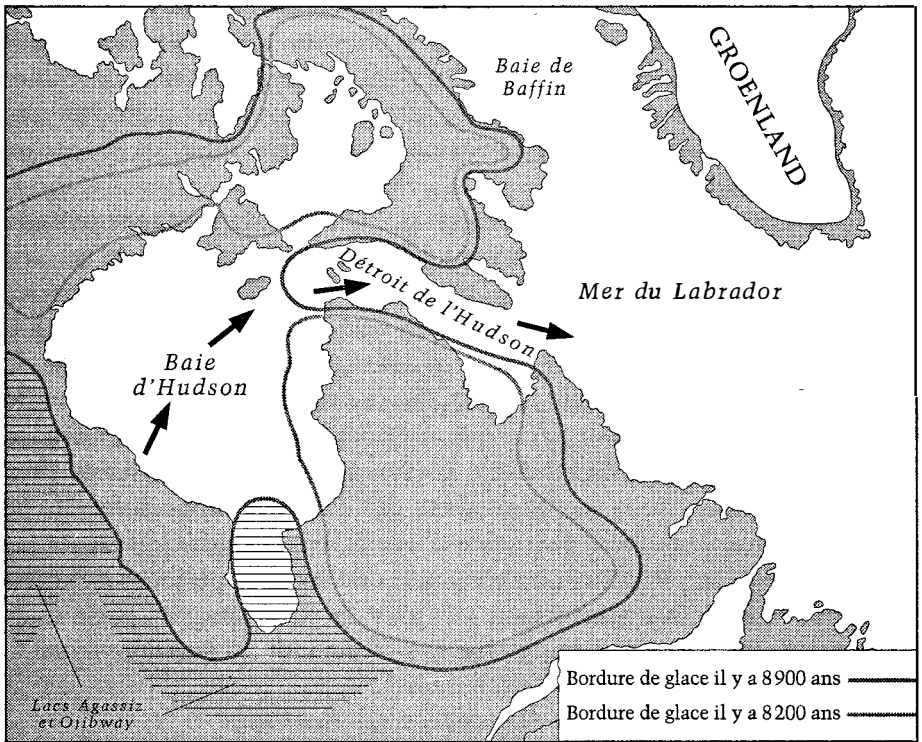 Baie de
Baffin
GROENLAND
Détroit de l'Hudson
Mer du Labrador
Baie
d'Hudson
Lacs Agassiz
et Ojibway
Bordure de glace il y a 8900 ans
Bordure de glace il y a 8200 ans